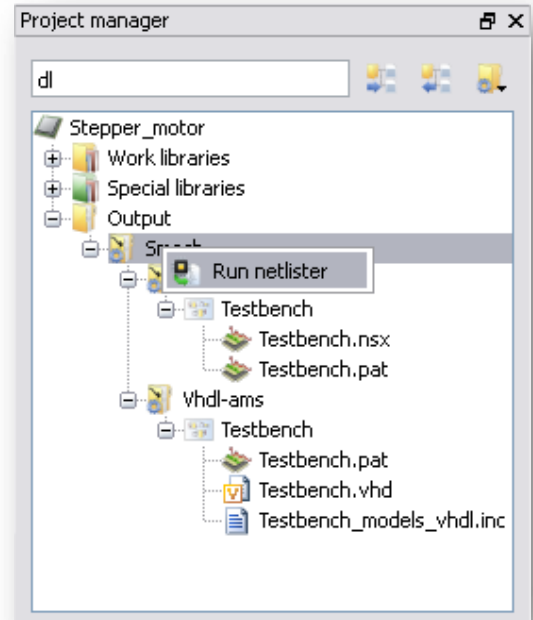 Project manager
dl
Stepper_motor
Work libraries
Special libraries
Output
Run netlister
Testbench
Testbench.nsx
Testbench.pat
Vhdl-ams
Testbench
Testbench.pat
Testbench.vhd
Testbench_models_vhdl.inc